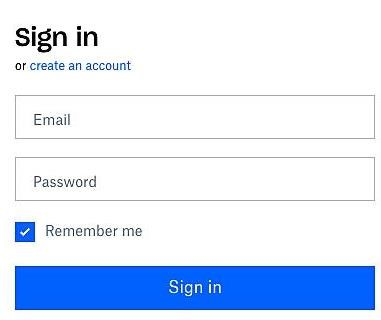 Sign in
or create an account
Email
Password
Remember me
Sign in